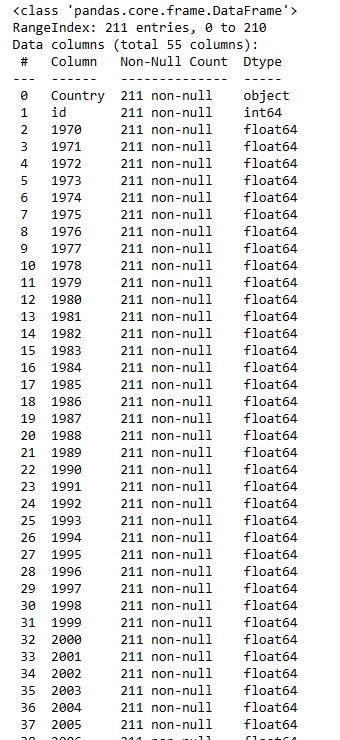 <class 'pandas.core.frame.DataFrame'>
RangeIndex: 211 entries, 0 to 210
Data columns (total 55 columns):
 #   Column   Non-Null Count  Dtype
---  ------   --------------  -----
 0   Country  211 non-null    object
 1   id       211 non-null    int64
 2   1970     211 non-null    float64
 3   1971     211 non-null    float64
 4   1972     211 non-null    float64
 5   1973     211 non-null    float64
 6   1974     211 non-null    float64
 7   1975     211 non-null    float64
 8   1976     211 non-null    float64
 9   1977     211 non-null    float64
 10  1978     211 non-null    float64
 11  1979     211 non-null    float64
 12  1980     211 non-null    float64
 13  1981     211 non-null    float64
 14  1982     211 non-null    float64
 15  1983     211 non-null    float64
 16  1984     211 non-null    float64
 17  1985     211 non-null    float64
 18  1986     211 non-null    float64
 19  1987     211 non-null    float64
 20  1988     211 non-null    float64
 21  1989     211 non-null    float64
 22  1990     211 non-null    float64
 23  1991     211 non-null    float64
 24  1992     211 non-null    float64
 25  1993     211 non-null    float64
 26  1994     211 non-null    float64
 27  1995     211 non-null    float64
 28  1996     211 non-null    float64
 29  1997     211 non-null    float64
 30  1998     211 non-null    float64
 31  1999     211 non-null    float64
 32  2000     211 non-null    float64
 33  2001     211 non-null    float64
 34  2002     211 non-null    float64
 35  2003     211 non-null    float64
 36  2004     211 non-null    float64
 37  2005     211 non-null    float64